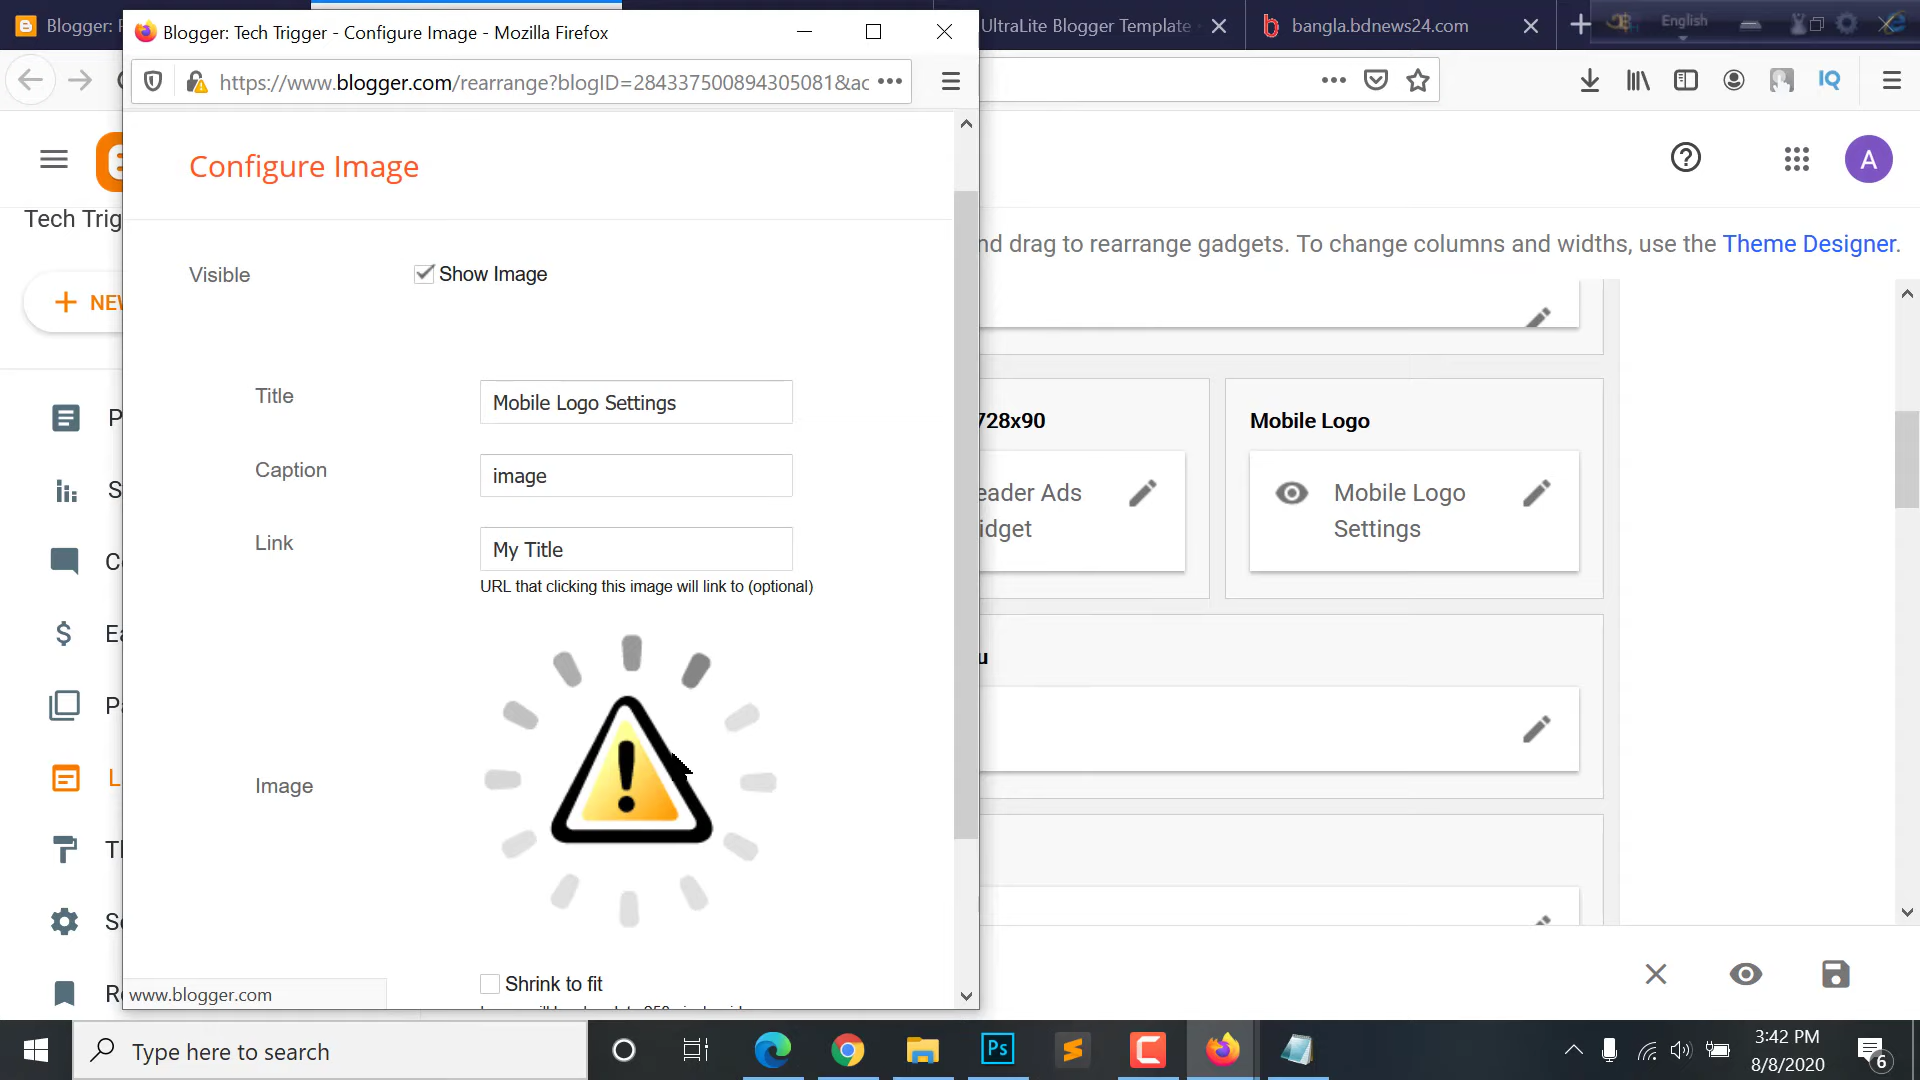 Blogger:
Blogger: Tech Trigger - Configure Image - Mozilla Firefox
UltraLite Blogger Template
bangla.bdnews24.com
English
https://www.blogger.com/rearrange?blogID=284337500894305081&ac
IQ
Configure Image
A
Tech Trig
nd drag to rearrange gadgets. To change columns and widths, use the Theme Designer.
Visible
Show Image
NEW
Title
Mobile Logo Settings
728x90
Mobile Logo
Caption
image
eader Ads
idget
Mobile Logo
Settings
Link
My Title
URL that clicking this image will link to (optional)
Ea
Image
Shrink to fit
www.blogger.com
Type here to search
Ps
3:42 PM
8/8/2020
6